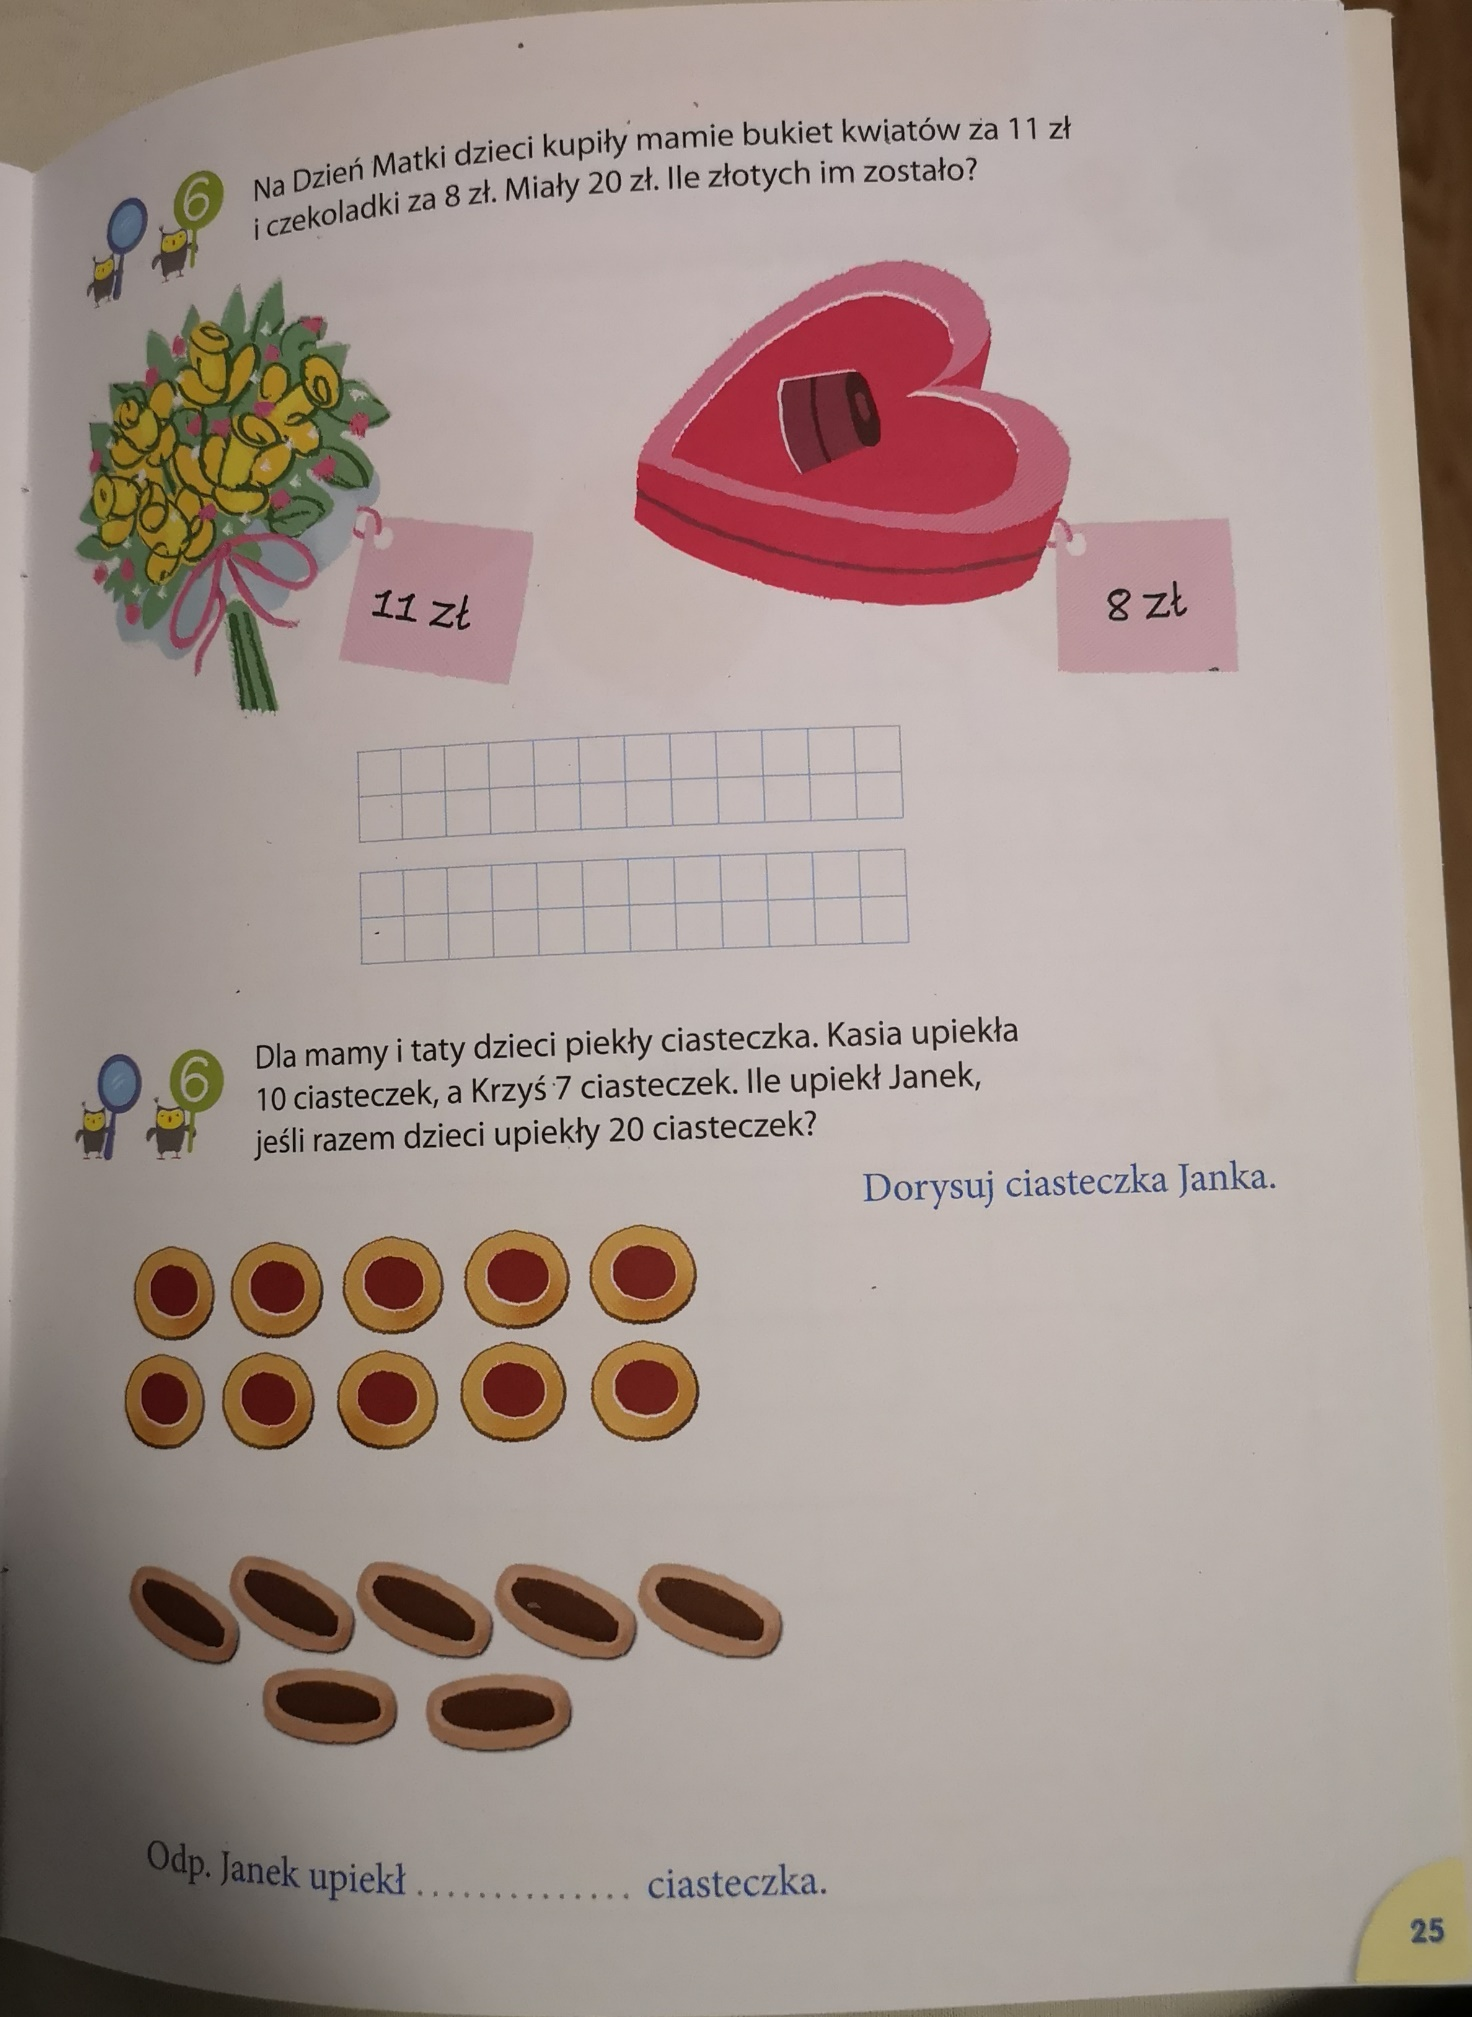 6
Na Dzień Matki dzieci kupiły mamie bukiet kwiatów za 11 zł
i czekoladki za 8 zł. Miały 20 zł. Ile złotych im zostało?
11 zł
8 zł
6
Dla mamy i taty dzieci piekły ciasteczka. Kasia upiekła
10 ciasteczek, a Krzyś 7 ciasteczek. Ile upiekł Janek,
jeśli razem dzieci upiekły 20 ciasteczek?
Dorysuj ciasteczka Janka.
Odp. Janek upiekł .............. ciasteczka.
25